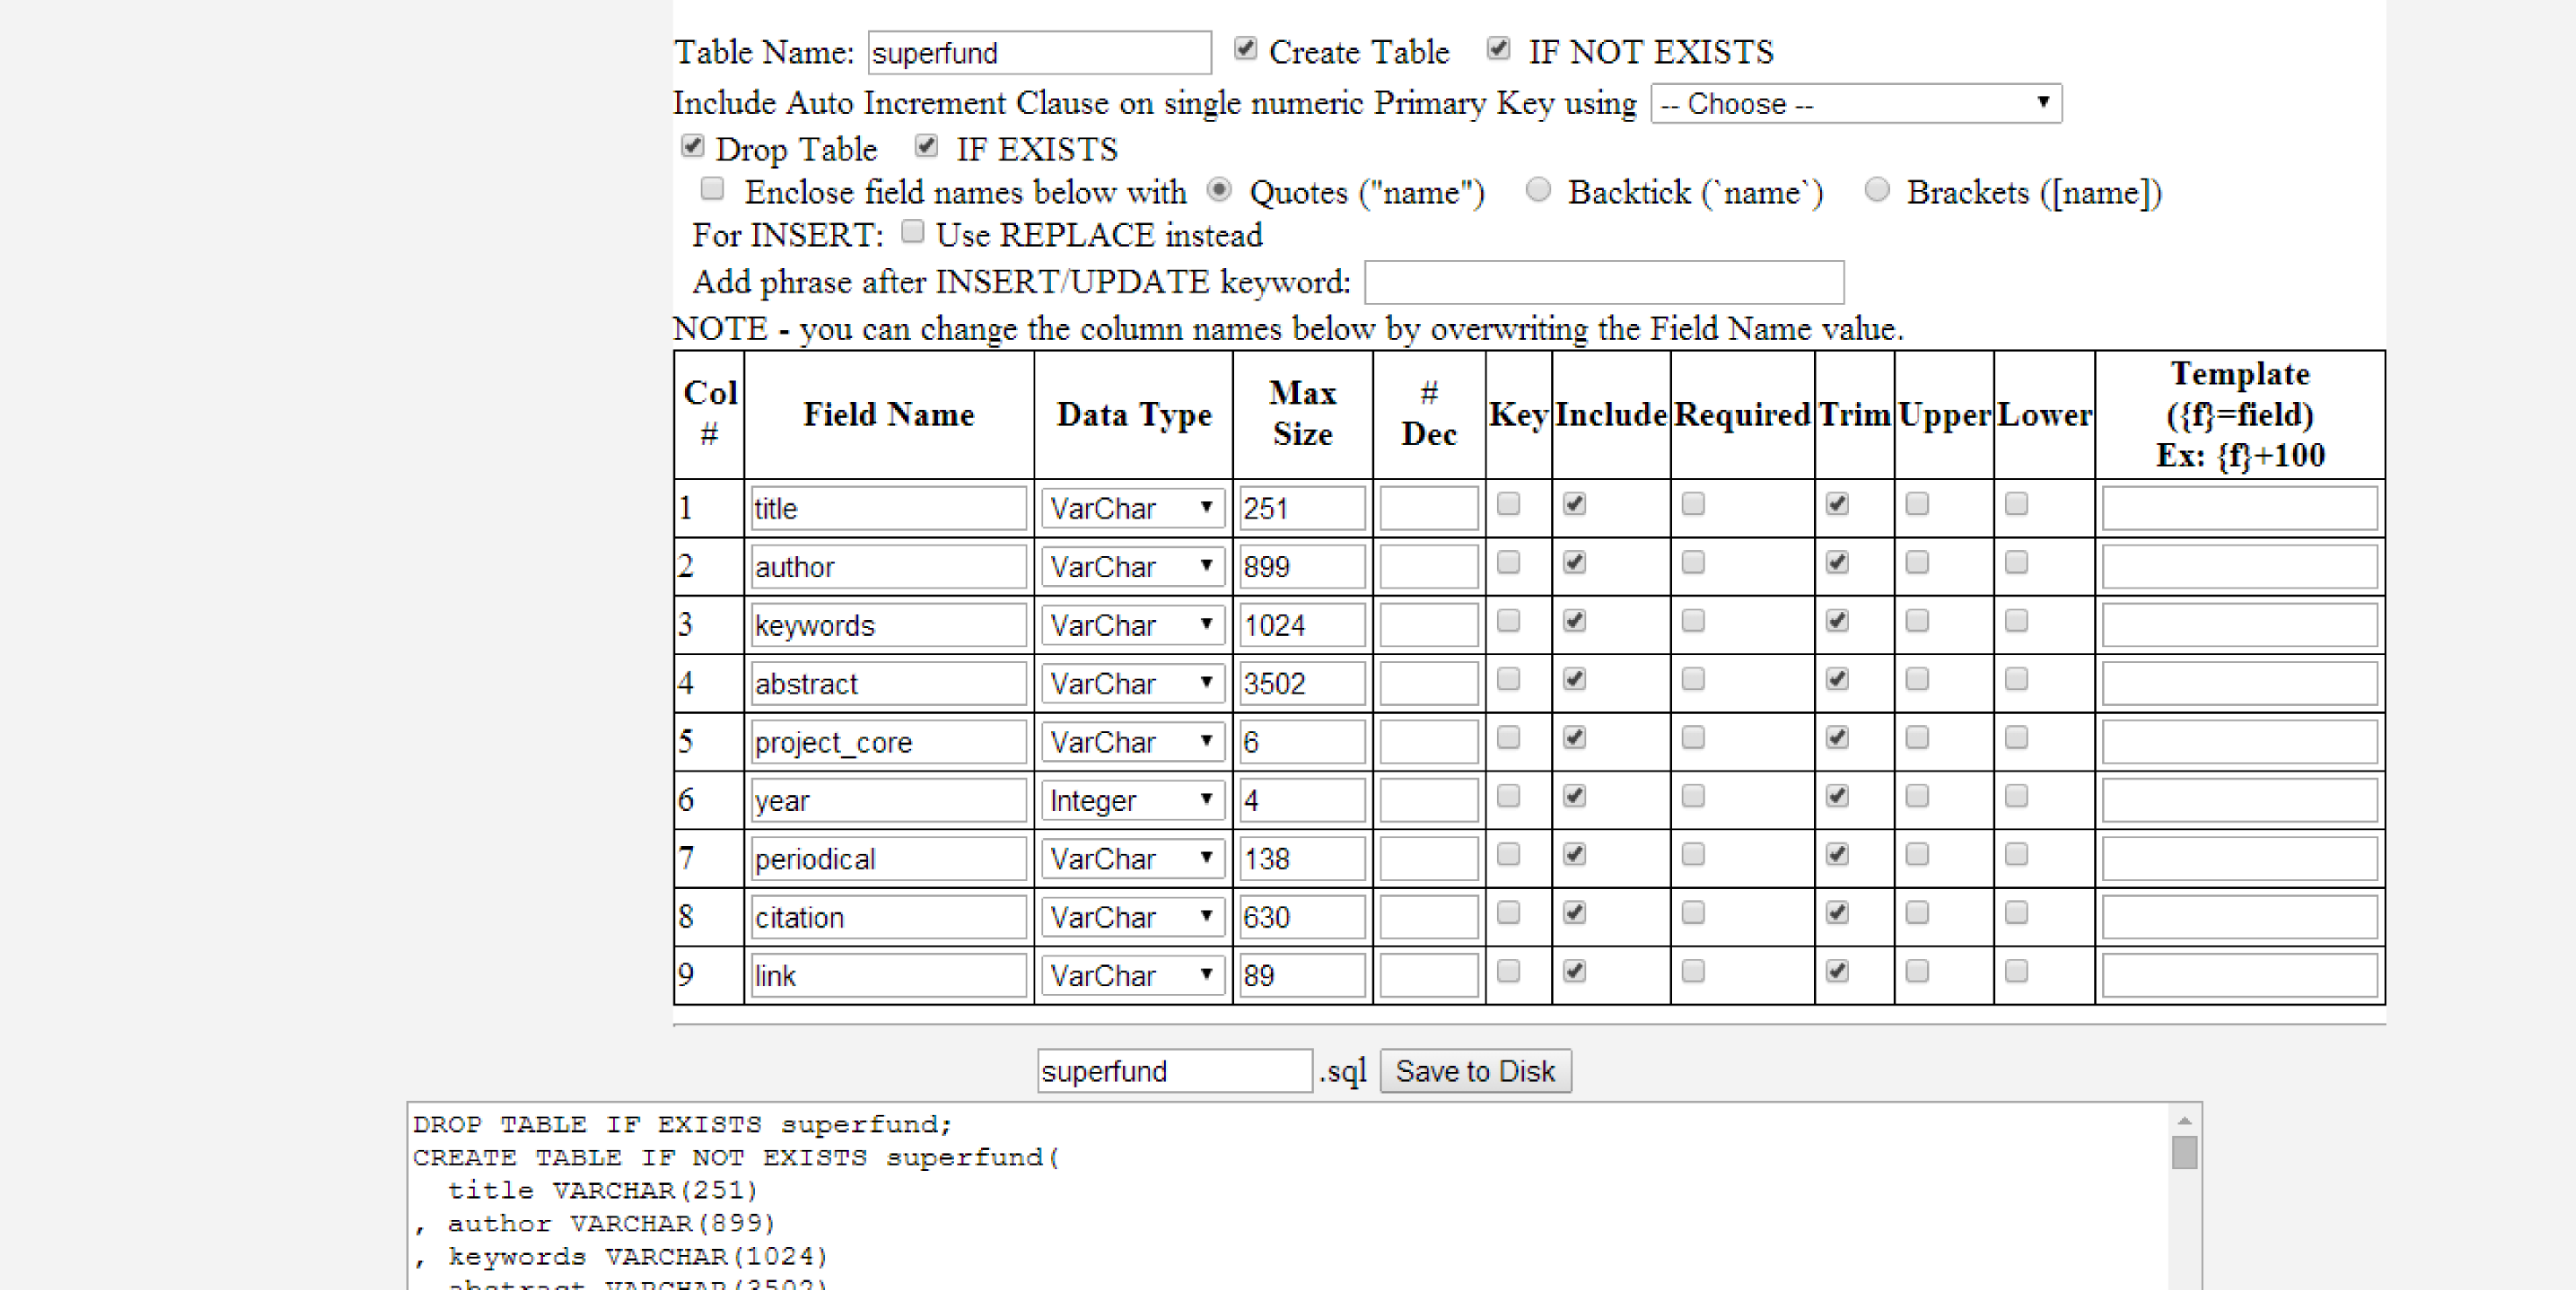 Table Name: superfund Create Table IF NOT EXISTS
Include Auto Increment Clause on single numeric Primary Key using -- Choose --
Drop Table IF EXISTS
Enclose field names below with Quotes ("name") Backtick (`name`) Brackets ([name])
For INSERT: Use REPLACE instead
Add phrase after INSERT/UPDATE keyword:
NOTE - you can change the column names below by overwriting the Field Name value.
Col # Field Name Data Type Max Size # Dec Key Include Required Trim Upper Lower Template ({f}=field) Ex: {f}+100
1 title VarChar 251
2 author VarChar 899
3 keywords VarChar 1024
4 abstract VarChar 3502
5 project_core VarChar 6
6 year Integer 4
7 periodical VarChar 138
8 citation VarChar 630
9 link VarChar 89
superfund .sql Save to Disk
DROP TABLE IF EXISTS superfund;
CREATE TABLE IF NOT EXISTS superfund(
title VARCHAR(251)
, author VARCHAR(899)
, keywords VARCHAR(1024)
abstract VARCHAR(3502)